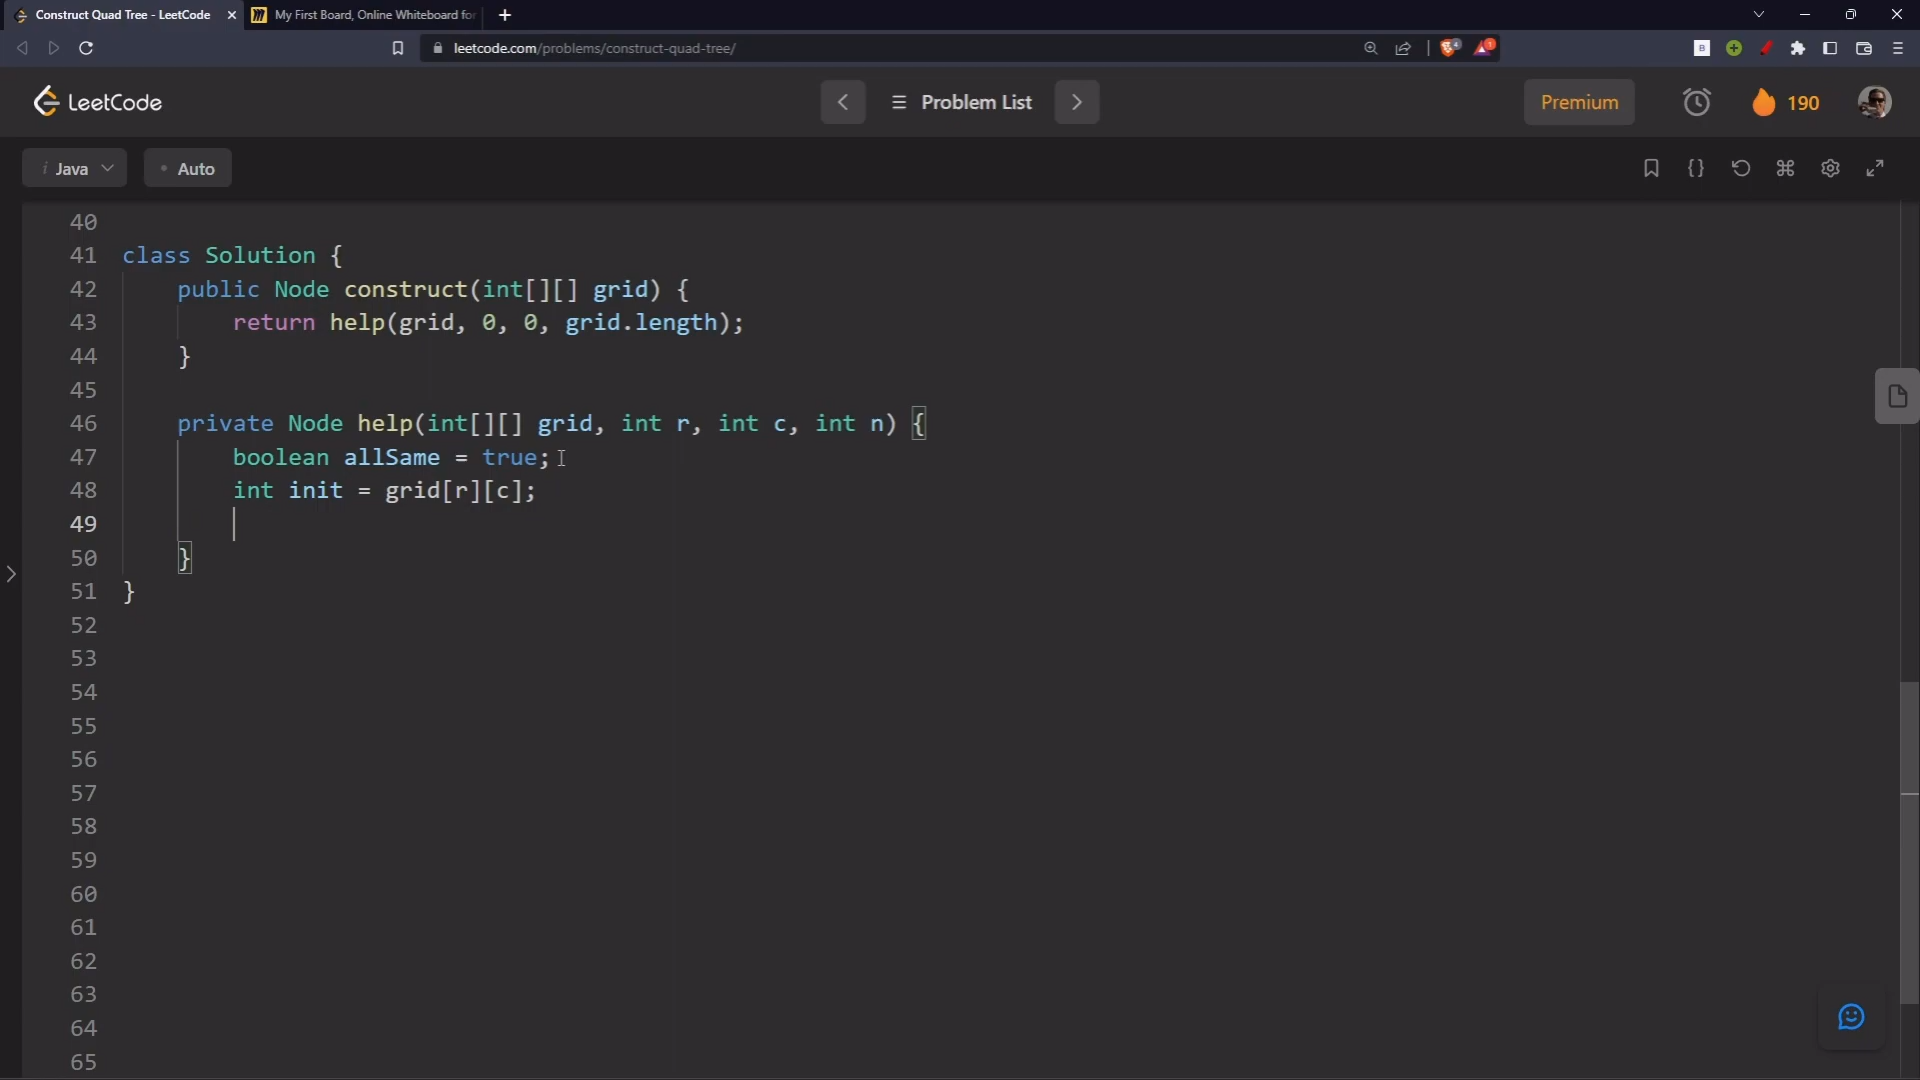 Construct Quad Tree - LeetCode
My First Board, Online Whiteboard for
leetcode.com/problems/construct-quad-tree/
4
1
LeetCode
Problem List
Premium
190
i Java
Auto
40
41 class Solution {
42 public Node construct(int[][] grid) {
43 return help(grid, 0, 0, grid.length);
44 }
45
46 private Node help(int[][] grid, int r, int c, int n) {
47 boolean allSame = true;
48 int init = grid[r][c];
49
50 }
51 }
52
53
54
55
56
57
58
59
60
61
62
63
64
65